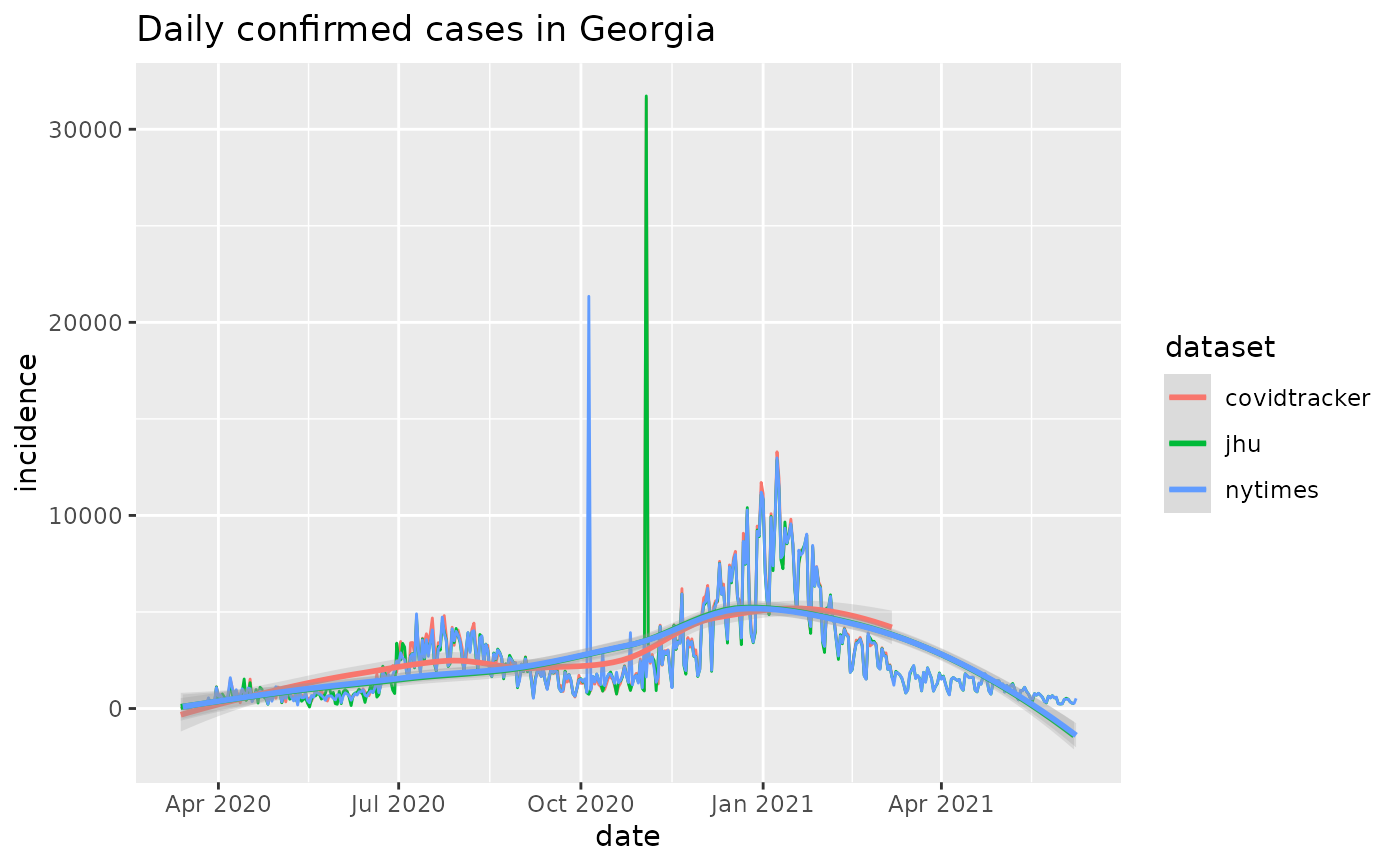 Daily confirmed cases in Georgia
30000
20000
10000
0
incidence
Apr 2020
Jul 2020
Oct 2020
Jan 2021
Apr 2021
date
dataset
covidtracker
jhu
nytimes